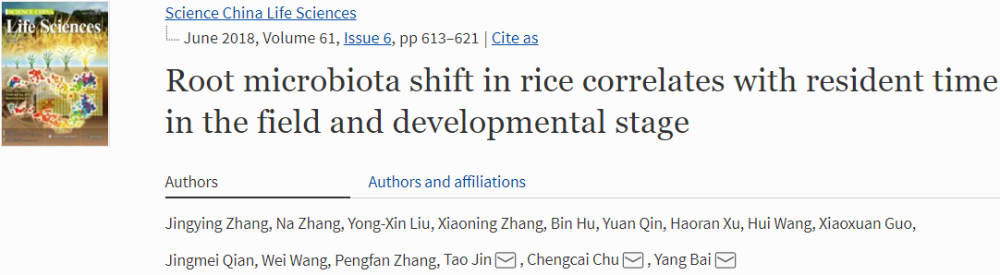 SCIENCE CHINA
Life Sciences
Science China Life Sciences
June 2018, Volume 61, Issue 6, pp 613–621 | Cite as
Root microbiota shift in rice correlates with resident time
in the field and developmental stage
Authors
Authors and affiliations
Jingying Zhang, Na Zhang, Yong-Xin Liu, Xiaoning Zhang, Bin Hu, Yuan Qin, Haoran Xu, Hui Wang, Xiaoxuan Guo,
Jingmei Qian, Wei Wang, Pengfan Zhang, Tao Jin , Chengcai Chu , Yang Bai